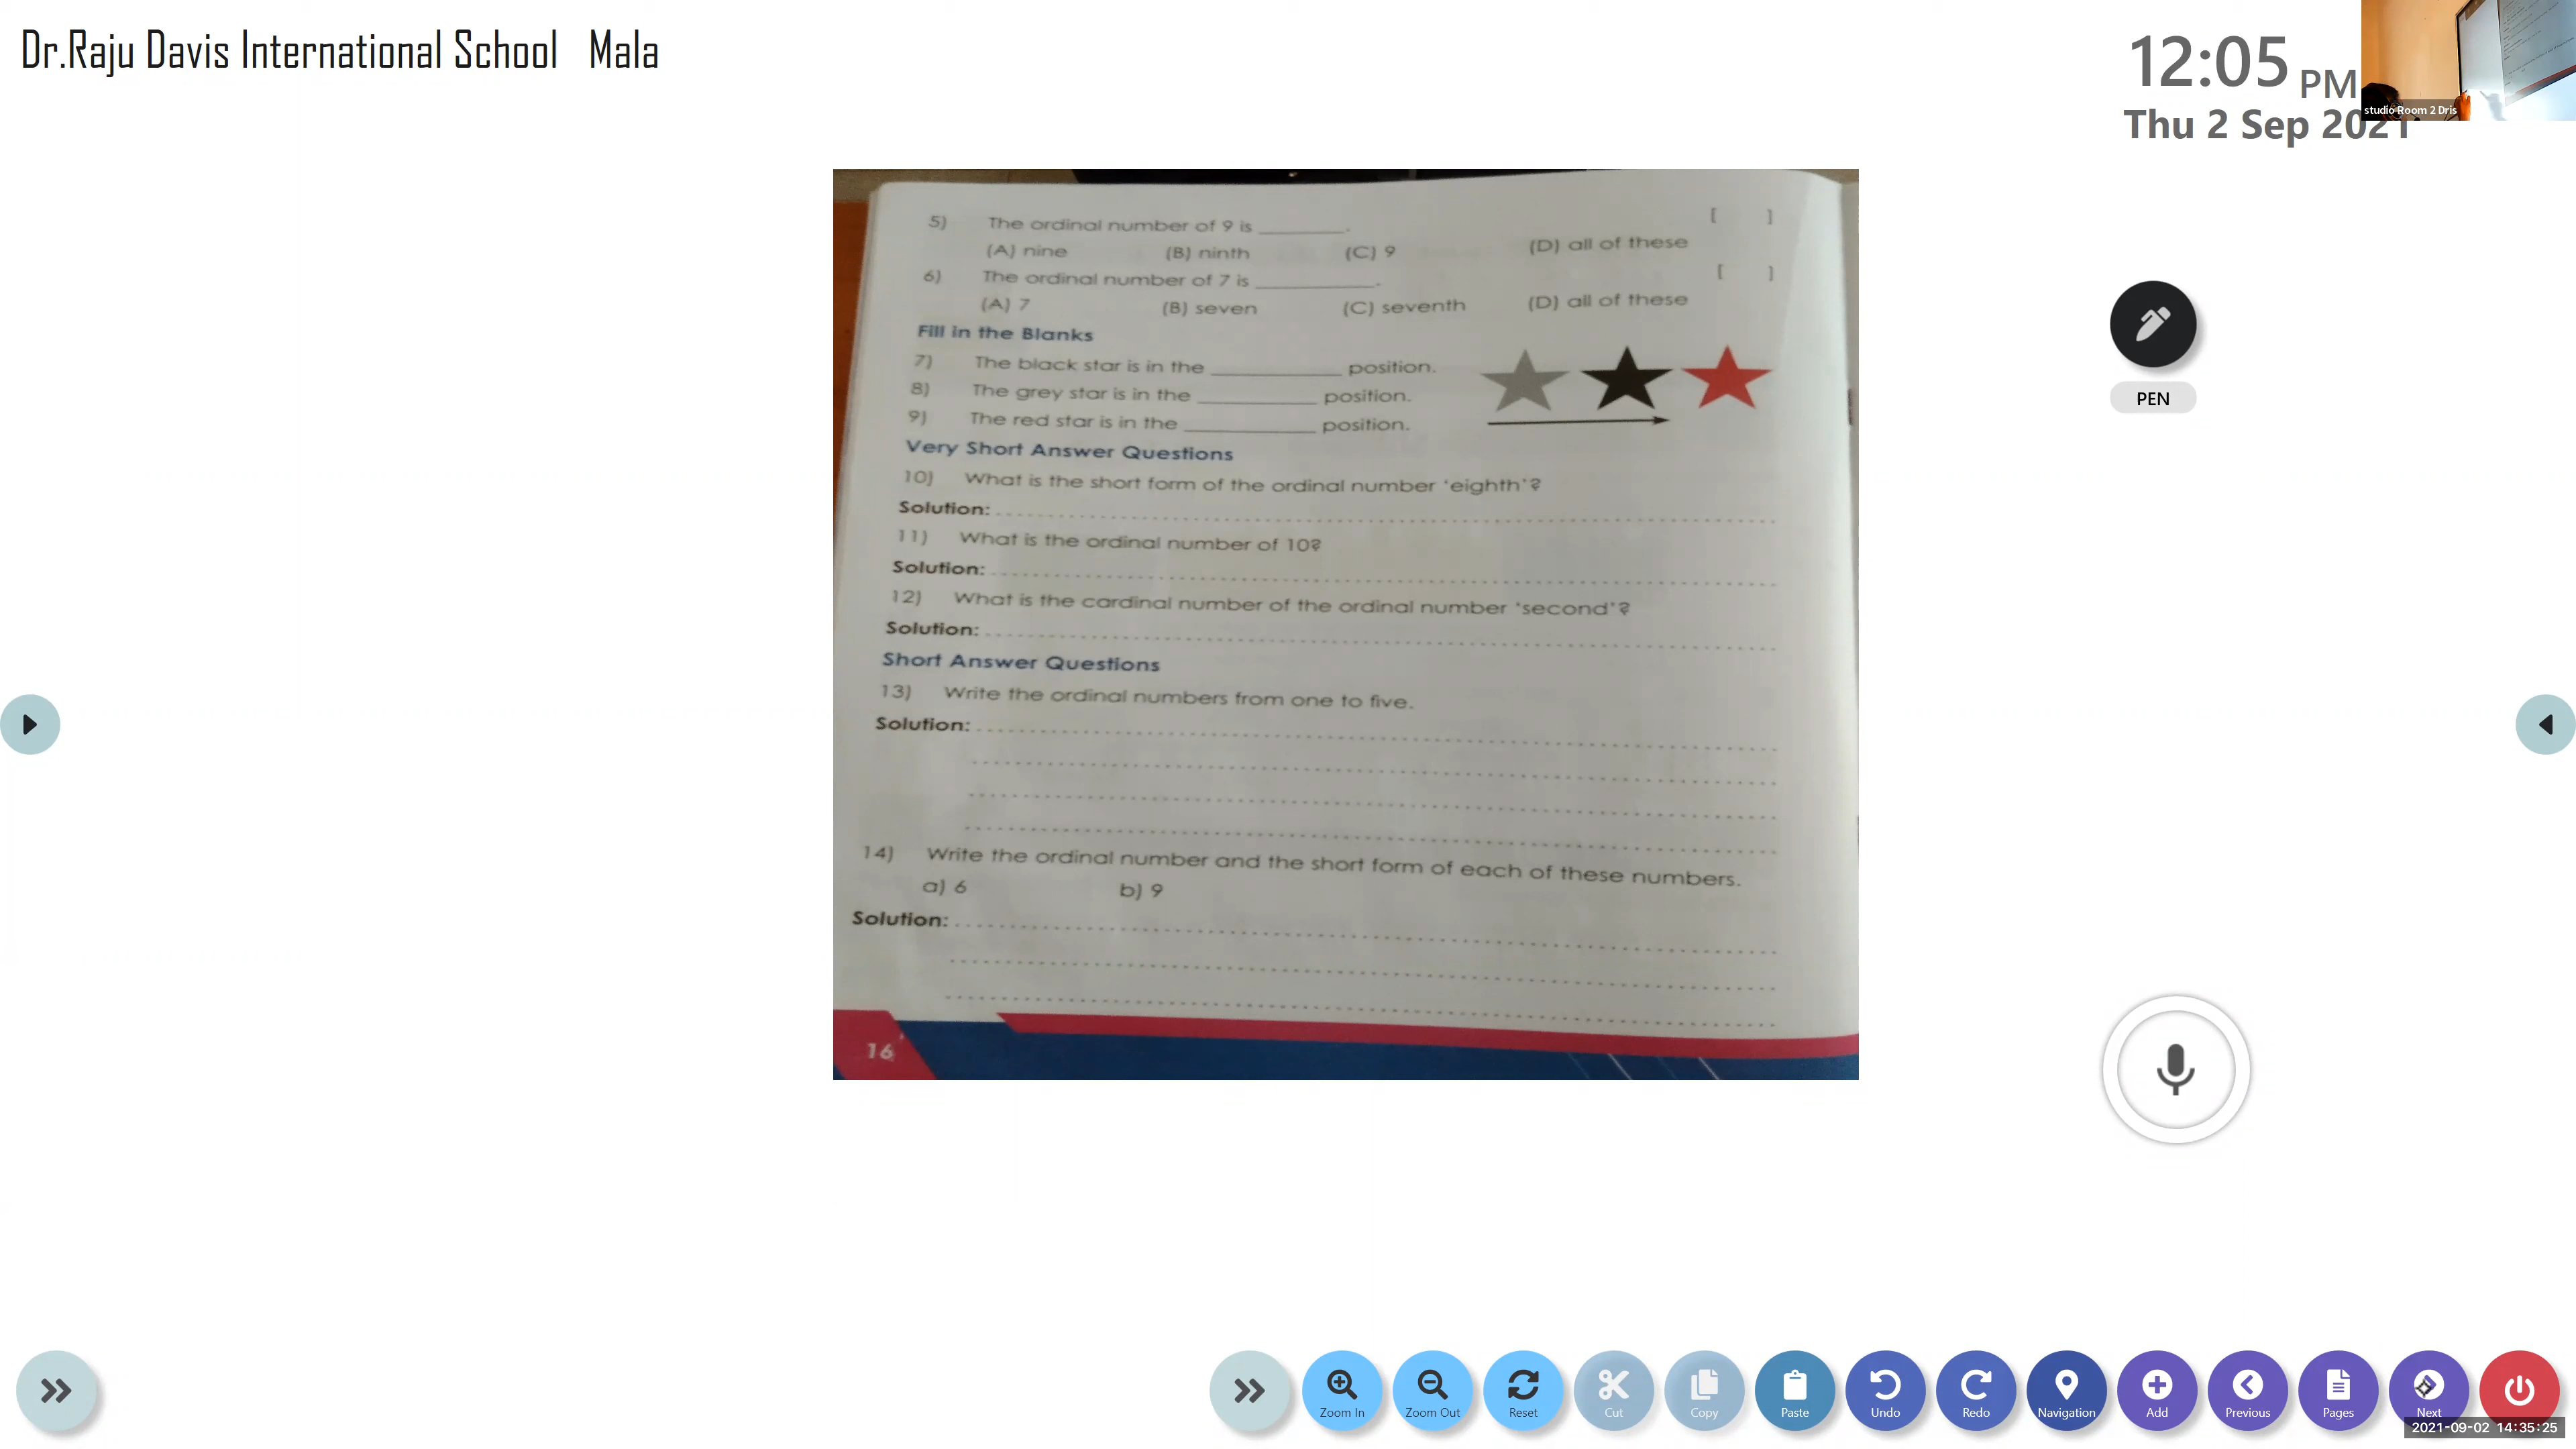 Dr.Raju Davis International School Mala
12:05 PM
Thu 2 Sep 2021
studio Room 2 Dris
5) The ordinal number of 9 is ________. [ ]
(A) nine (B) ninth (C) 9 (D) all of these
6) The ordinal number of 7 is ________. [ ]
(A) 7 (B) seven (C) seventh (D) all of these
Fill in the Blanks
7) The black star is in the ________ position.
8) The grey star is in the ________ position.
9) The red star is in the ________ position.
Very Short Answer Questions
10) What is the short form of the ordinal number 'eighth'?
Solution:
11) What is the ordinal number of 10?
Solution:
12) What is the cardinal number of the ordinal number 'second'?
Solution:
Short Answer Questions
13) Write the ordinal numbers from one to five.
Solution:
14) Write the ordinal number and the short form of each of these numbers.
a) 6 b) 9
Solution:
16
PEN
Zoom In Zoom Out Reset Cut Copy Paste Undo Redo Navigation Add Previous Pages Next
2021-09-02 14:35:25